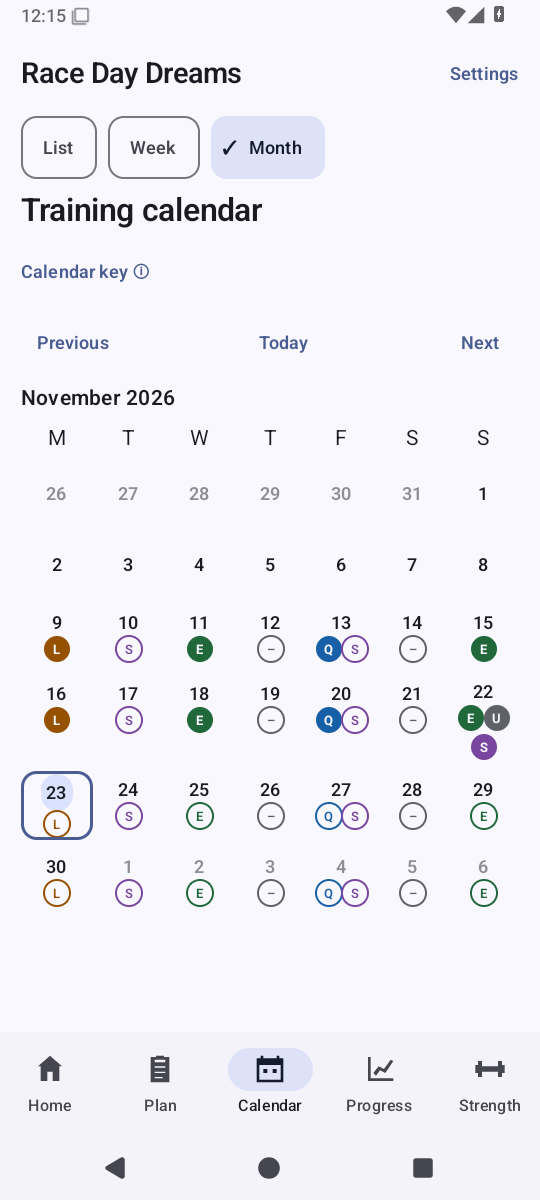 12:15
Race Day Dreams Settings
List Week ✓ Month
Training calendar
Calendar key ⓘ
Previous Today Next
November 2026
M T W T F S S
26 27 28 29 30 31 1
2 3 4 5 6 7 8
9 10 11 12 13 14 15
L S E – Q S – E
16 17 18 19 20 21 22
L S E – Q S – E U
S
23 24 25 26 27 28 29
L S E – Q S – E
30 1 2 3 4 5 6
L S E – Q S – E
Home Plan Calendar Progress Strength